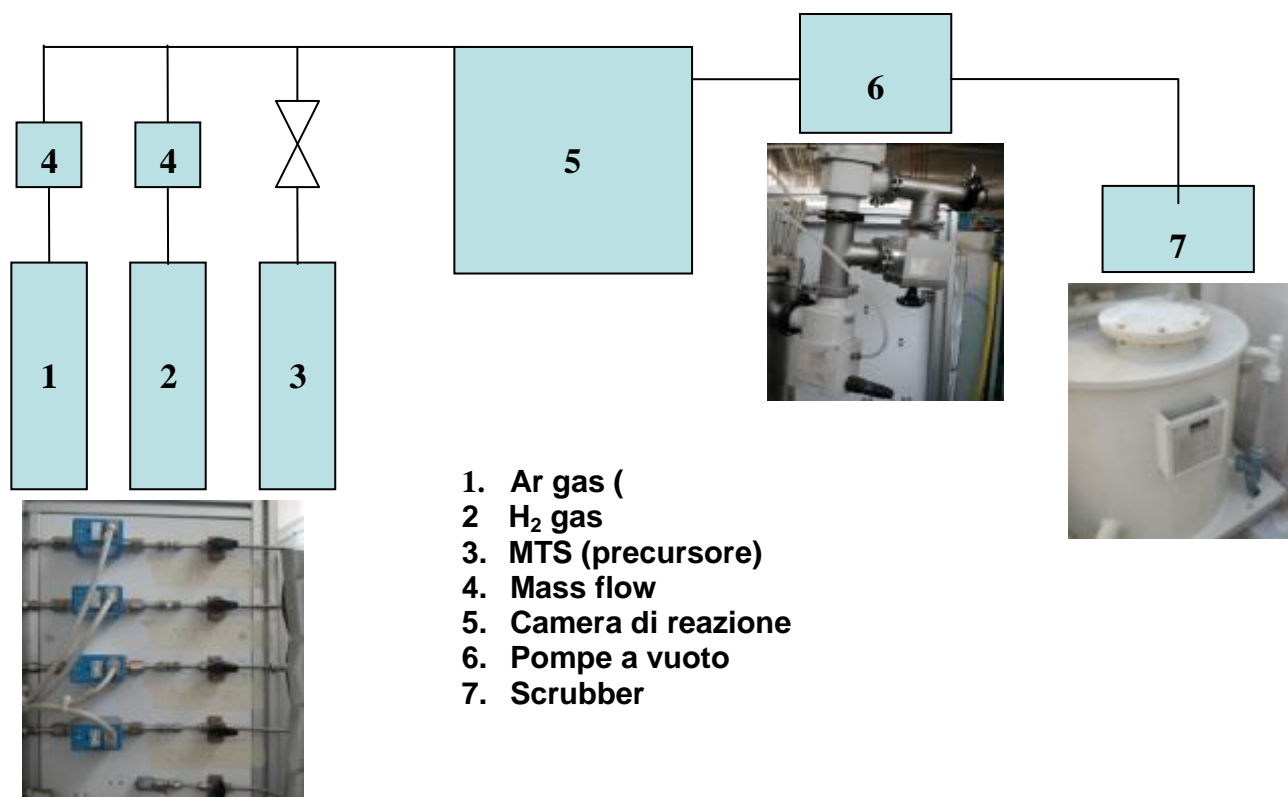 6
4
4
5
7
1
2
3
1. Ar gas (
2 H₂ gas
3. MTS (precursore)
4. Mass flow
5. Camera di reazione
6. Pompe a vuoto
7. Scrubber